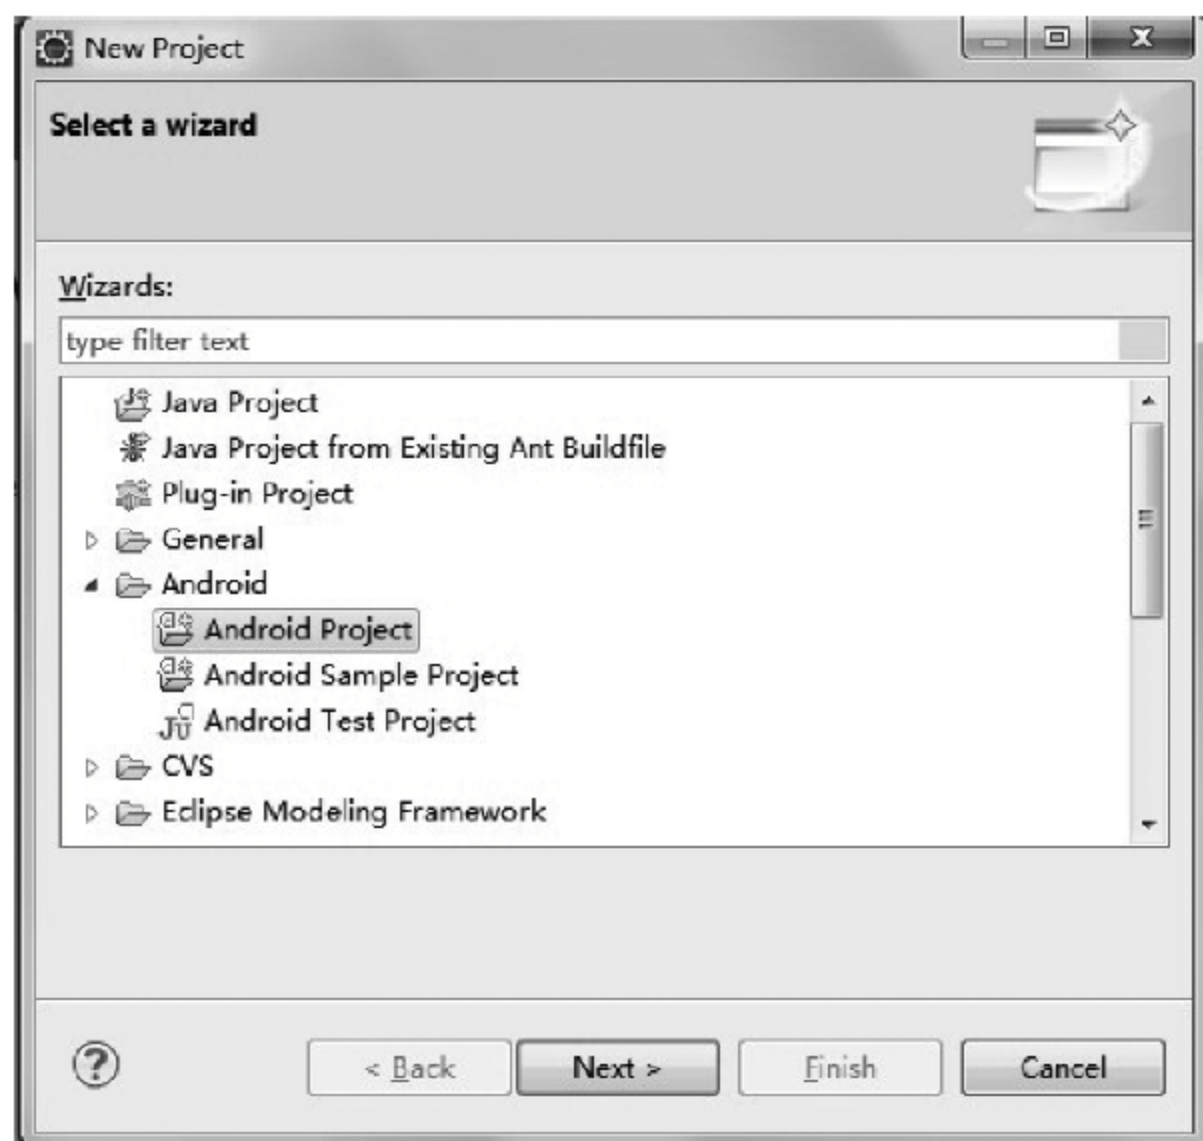 New Project
Select a wizard
Wizards:
type filter text
Java Project
Java Project from Existing Ant Buildfile
Plug-in Project
General
Android
Android Project
Android Sample Project
Android Test Project
CVS
Eclipse Modeling Framework
< Back Next > Finish Cancel